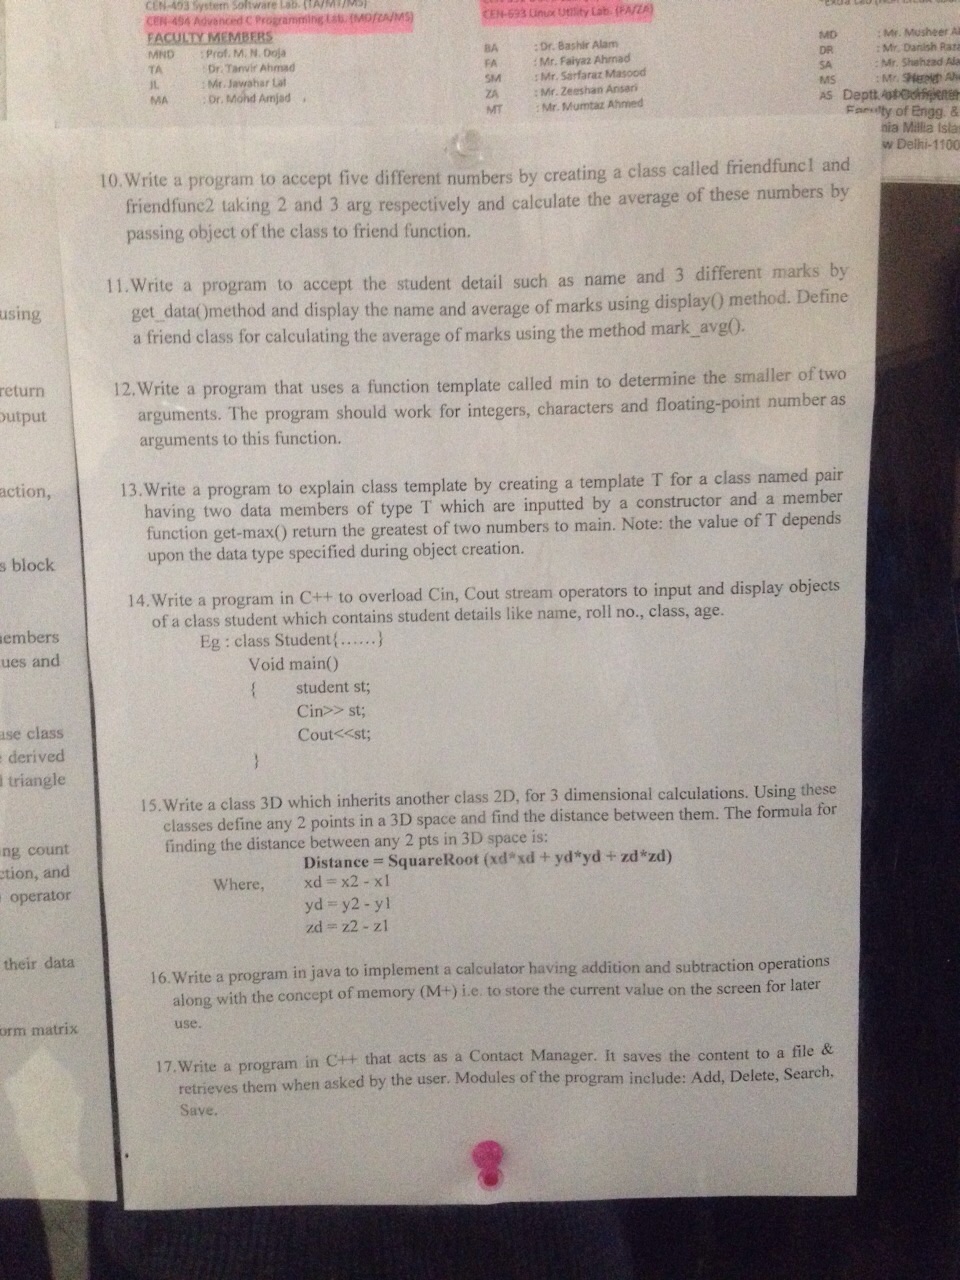 CEN-493 System Software Lab. (TA/MT/MS)
CEN-494 Advanced C Programming Lab. (MD/ZA/MS)
FACULTY MEMBERS
MND : Prof. M. N. Doja
TA : Dr. Tanvir Ahmad
JL : Mr. Jawahar Lal
MA : Dr. Mohd Amjad
CEN-693 Linux Utility Lab. (FA/ZA)
BA : Dr. Bashir Alam
FA : Mr. Faiyaz Ahmad
SM : Mr. Sarfaraz Masood
ZA : Mr. Zeeshan Ansari
MT : Mr. Mumtaz Ahmed
MD : Mr. Musheer A
DR : Mr. Danish Raza
SA : Mr. Shahzad Ala
MS : Mr.
AS Deptt. of Computer
Faculty of Engg. &
nia Millia Isla
w Delhi-1100
using
return
output
action,
s block
embers
ues and
ase class
derived
triangle
ng count
ction, and
operator
their data
orm matrix
10. Write a program to accept five different numbers by creating a class called friendfunc1 and
friendfunc2 taking 2 and 3 arg respectively and calculate the average of these numbers by
passing object of the class to friend function.
11. Write a program to accept the student detail such as name and 3 different marks by
get_data()method and display the name and average of marks using display() method. Define
a friend class for calculating the average of marks using the method mark_avg().
12. Write a program that uses a function template called min to determine the smaller of two
arguments. The program should work for integers, characters and floating-point number as
arguments to this function.
13. Write a program to explain class template by creating a template T for a class named pair
having two data members of type T which are inputted by a constructor and a member
function get-max() return the greatest of two numbers to main. Note: the value of T depends
upon the data type specified during object creation.
14. Write a program in C++ to overload Cin, Cout stream operators to input and display objects
of a class student which contains student details like name, roll no., class, age.
Eg : class Student{......}
Void main()
{ student st;
Cin>> st;
Cout<<st;
}
15. Write a class 3D which inherits another class 2D, for 3 dimensional calculations. Using these
classes define any 2 points in a 3D space and find the distance between them. The formula for
finding the distance between any 2 pts in 3D space is:
Distance = SquareRoot (xd*xd + yd*yd + zd*zd)
Where, xd = x2 - x1
yd = y2 - y1
zd = z2 - z1
16. Write a program in java to implement a calculator having addition and subtraction operations
along with the concept of memory (M+) i.e. to store the current value on the screen for later
use.
17. Write a program in C++ that acts as a Contact Manager. It saves the content to a file &
retrieves them when asked by the user. Modules of the program include: Add, Delete, Search,
Save.